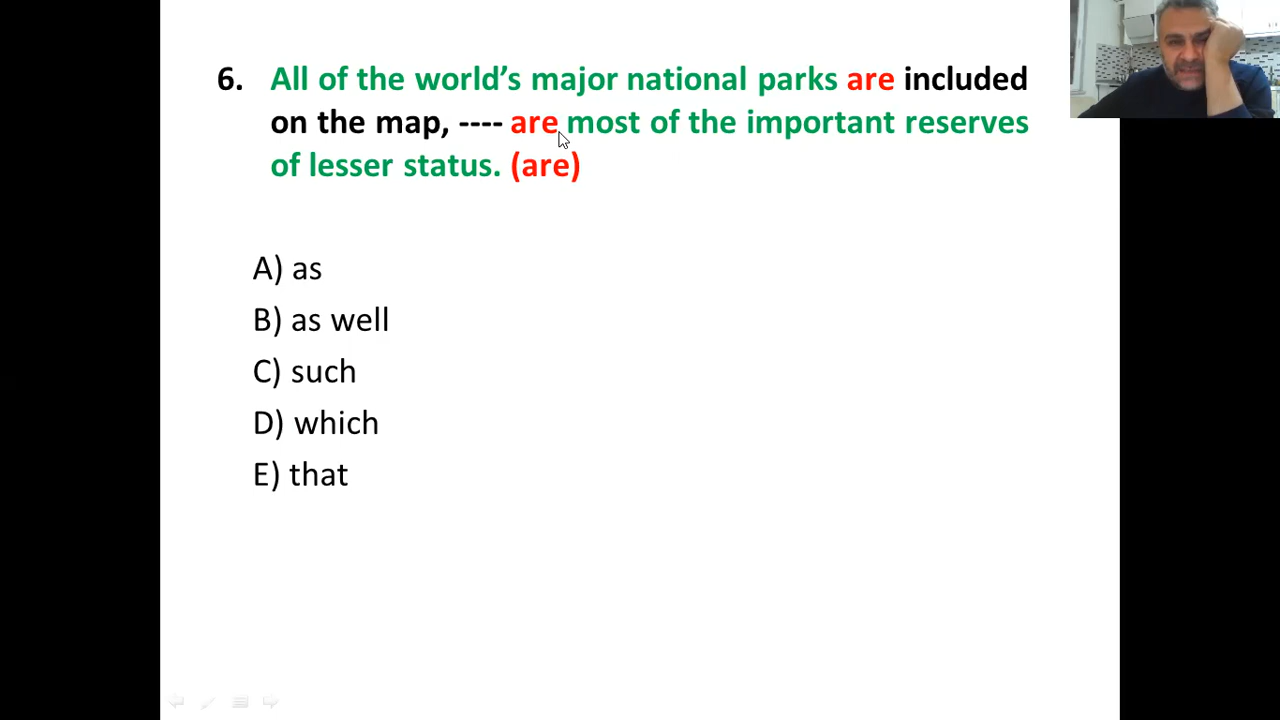 6. All of the world’s major national parks are included
on the map, ---- are most of the important reserves
of lesser status. (are)
A) as
B) as well
C) such
D) which
E) that